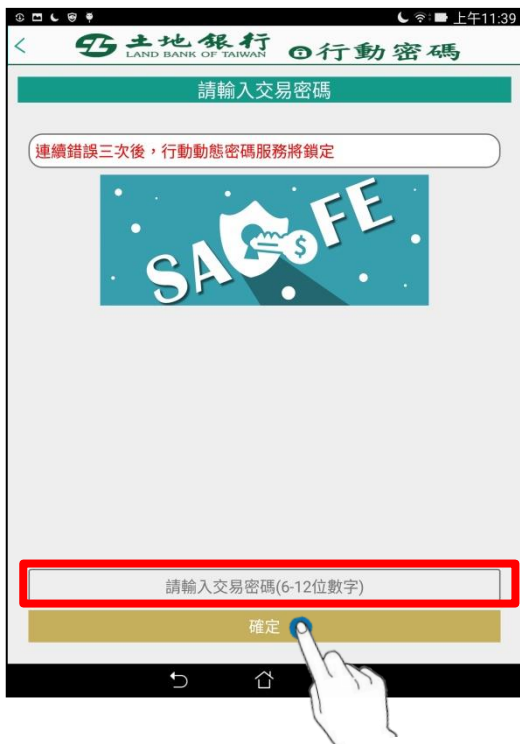 上午11:39
土地銀行 行動密碼
LAND BANK OF TAIWAN
請輸入交易密碼
連續錯誤三次後，行動動態密碼服務將鎖定
SAFE
$
請輸入交易密碼(6-12位數字)
確定